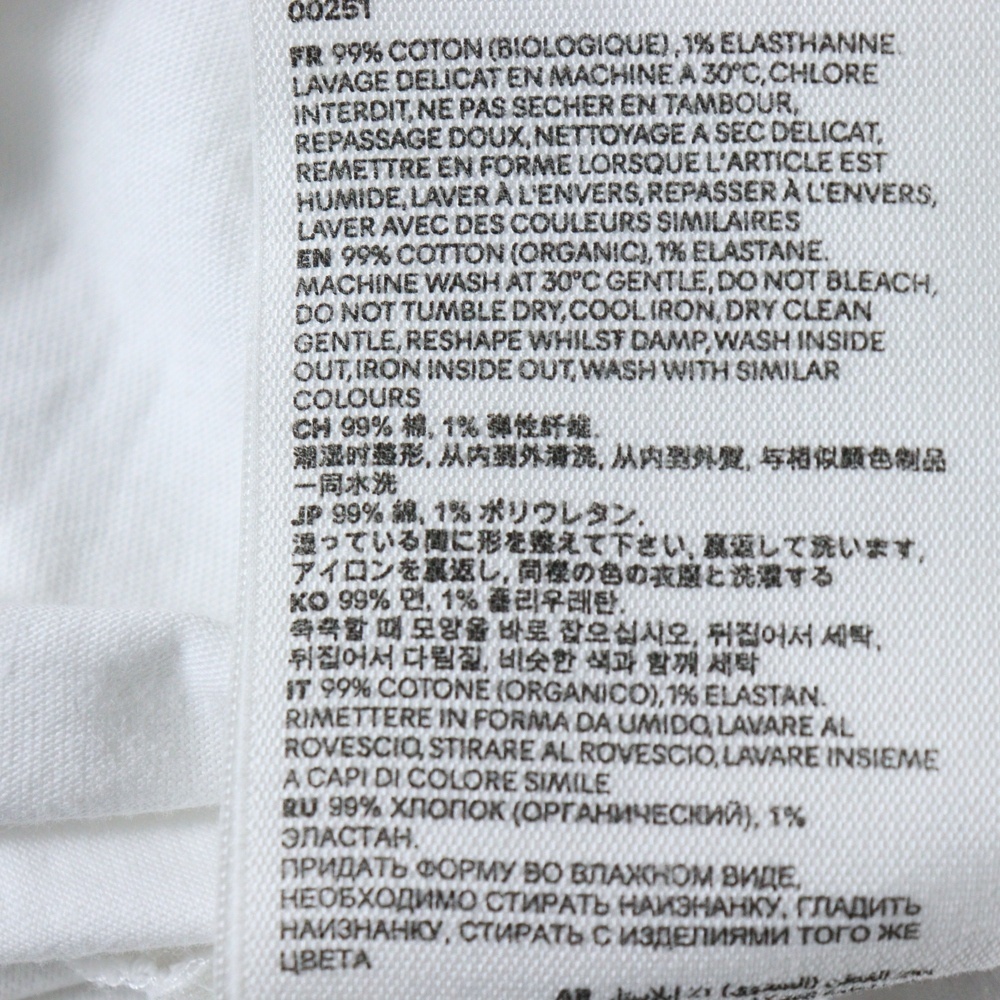 00251
FR 99% COTON (BIOLOGIQUE) ,1% ELASTHANNE.
LAVAGE DELICAT EN MACHINE A 30°C, CHLORE
INTERDIT, NE PAS SECHER EN TAMBOUR,
REPASSAGE DOUX, NETTOYAGE A SEC DELICAT,
REMETTRE EN FORME LORSQUE L'ARTICLE EST
HUMIDE, LAVER À L'ENVERS, REPASSER À L'ENVERS,
LAVER AVEC DES COULEURS SIMILAIRES
EN 99% COTTON (ORGANIC), 1% ELASTANE.
MACHINE WASH AT 30°C GENTLE, DO NOT BLEACH,
DO NOT TUMBLE DRY, COOL IRON, DRY CLEAN
GENTLE, RESHAPE WHILST DAMP, WASH INSIDE
OUT, IRON INSIDE OUT, WASH WITH SIMILAR
COLOURS
CH 99% 棉, 1% 弹性纤维.
潮湿时整形, 从内到外清洗, 从内到外熨, 与相似颜色制品
一同水洗
JP 99% 綿, 1% ポリウレタン.
湿っている間に形を整えて下さい, 裏返して洗います,
アイロンを裏返し, 同様の色の衣服と洗濯する
KO 99% 면, 1% 폴리우레탄.
축축할 때 모양을 바로 잡으십시오, 뒤집어서 세탁,
뒤집어서 다림질, 비슷한 색과 함께 세탁
IT 99% COTONE (ORGANICO), 1% ELASTAN.
RIMETTERE IN FORMA DA UMIDO, LAVARE AL
ROVESCIO, STIRARE AL ROVESCIO, LAVARE INSIEME
A CAPI DI COLORE SIMILE
RU 99% ХЛОПОК (ОРГАНИЧЕСКИЙ), 1%
ЭЛАСТАН.
ПРИДАТЬ ФОРМУ ВО ВЛАЖНОМ ВИДЕ,
НЕОБХОДИМО СТИРАТЬ НАИЗНАНКУ, ГЛАДИТЬ
НАИЗНАНКУ, СТИРАТЬ С ИЗДЕЛИЯМИ ТОГО ЖЕ
ЦВЕТА
AR